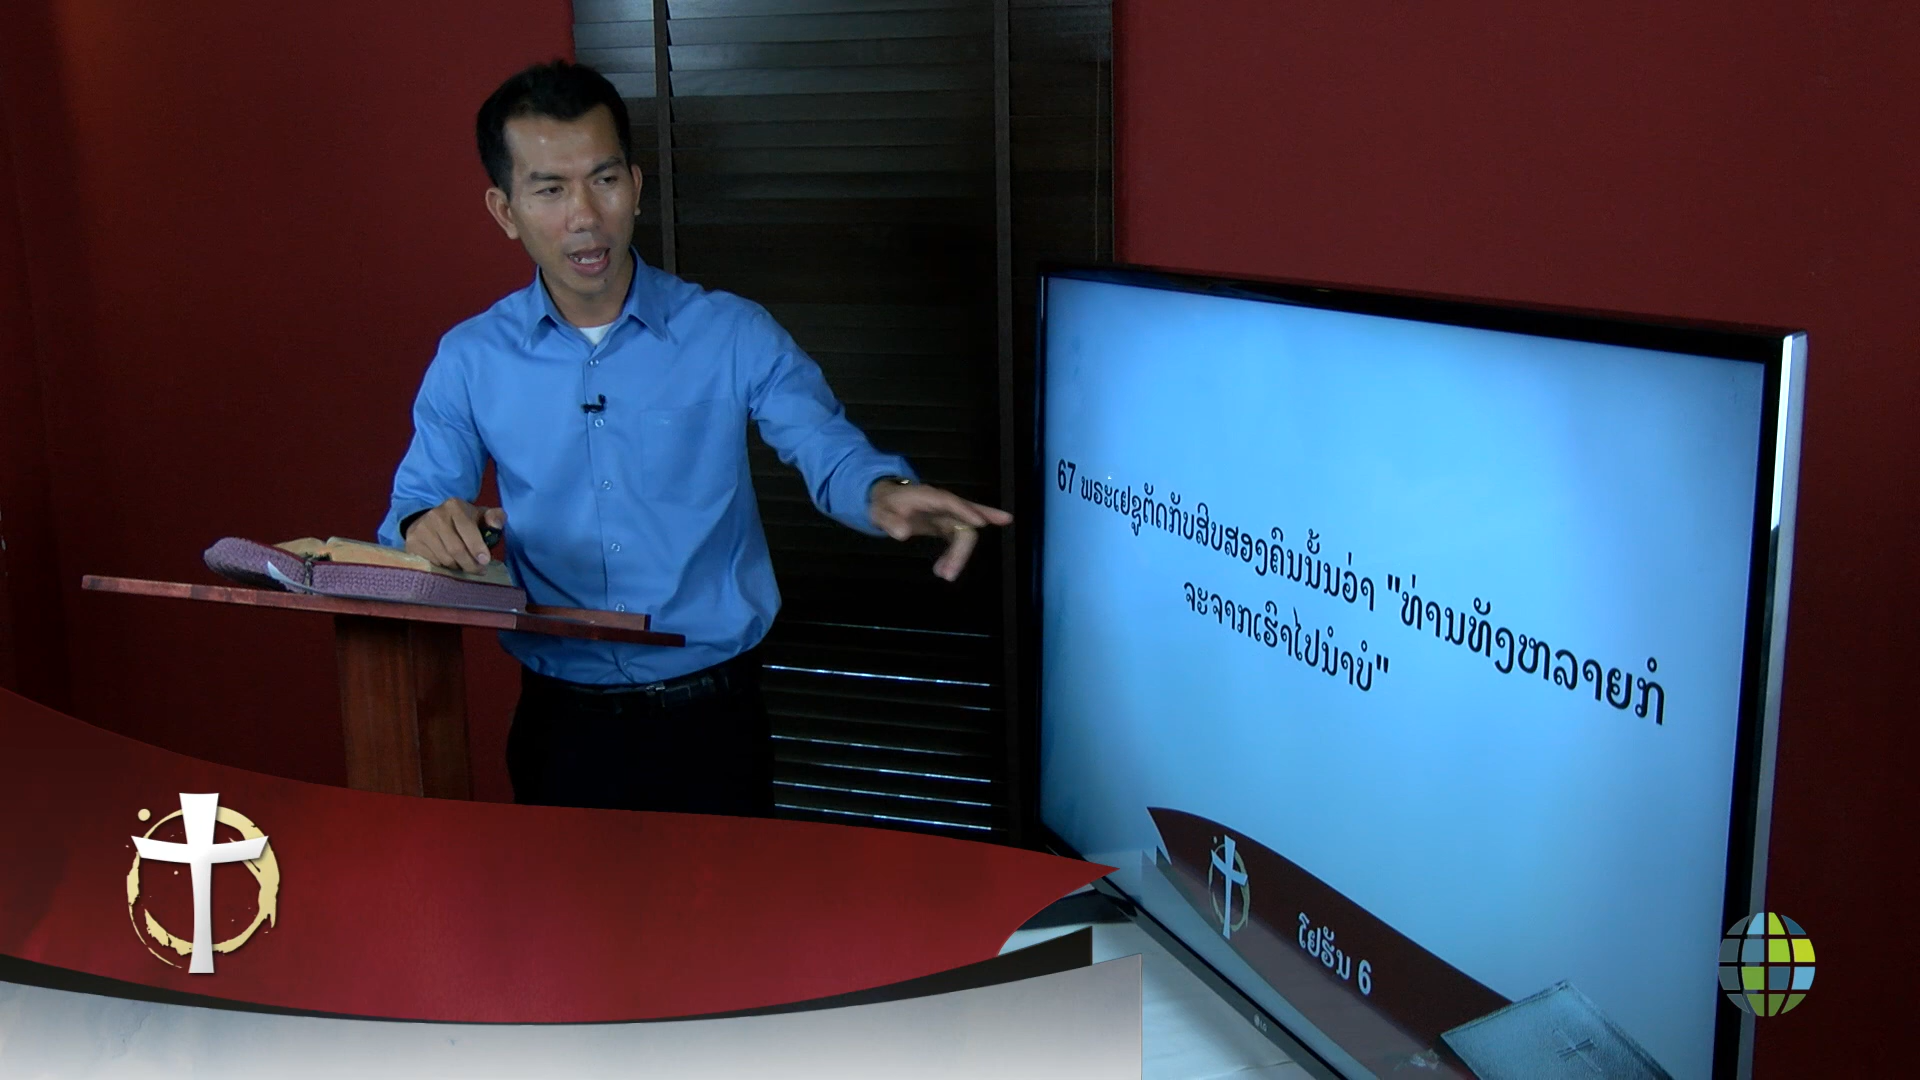 67 ພຣະເຢຊູຕັດກັບສິບສອງຄົນນັ້ນວ່າ "ທ່ານທັງຫລາຍກໍ
ຈະຈາກເຮົາໄປນຳບໍ"
ໂຢຮັນ 6
LG